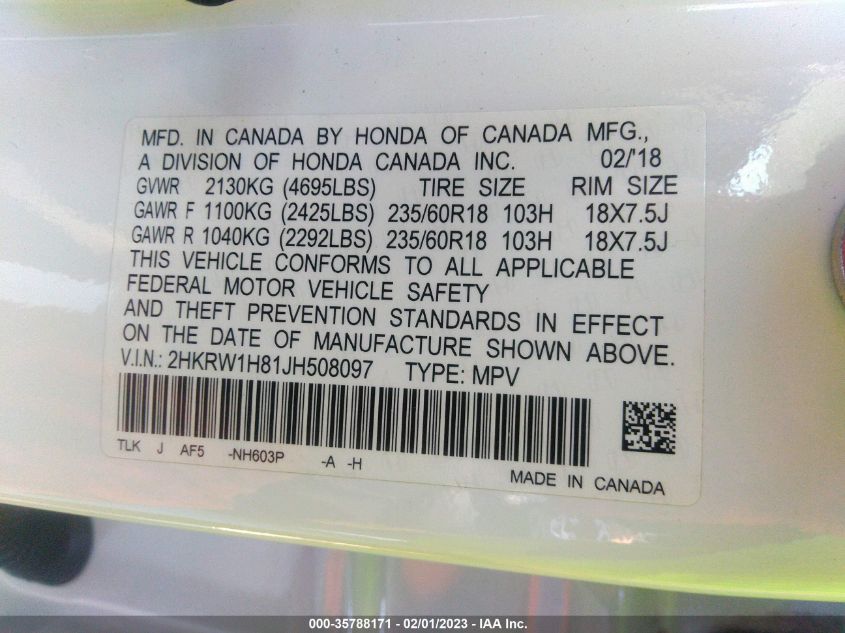 MFD. IN CANADA BY HONDA OF CANADA MFG.,
A DIVISION OF HONDA CANADA INC. 02/'18
GVWR 2130KG (4695LBS) TIRE SIZE RIM SIZE
GAWR F 1100KG (2425LBS) 235/60R18 103H 18X7.5J
GAWR R 1040KG (2292LBS) 235/60R18 103H 18X7.5J
THIS VEHICLE CONFORMS TO ALL APPLICABLE
FEDERAL MOTOR VEHICLE SAFETY
AND THEFT PREVENTION STANDARDS IN EFFECT
ON THE DATE OF MANUFACTURE SHOWN ABOVE.
V.I.N.: 2HKRW1H81JH508097 TYPE: MPV
TLK J AF5 -NH603P -A -H
MADE IN CANADA
000-35788171 - 02/01/2023 - IAA Inc.